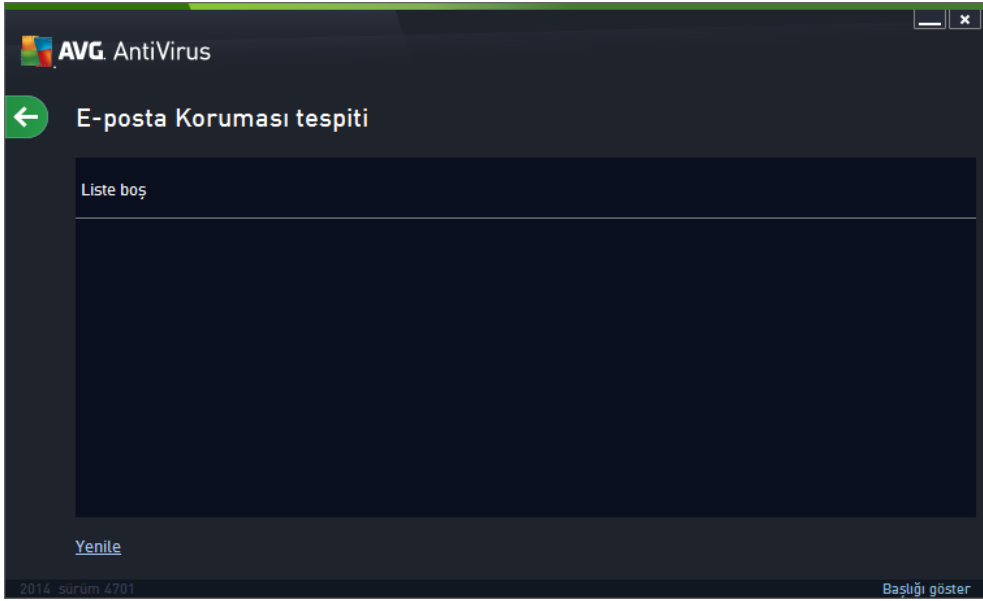 AVG. AntiVirus
E-posta Koruması tespiti
Liste boş
Yenile
2014 sürüm 4701
Başlığı göster